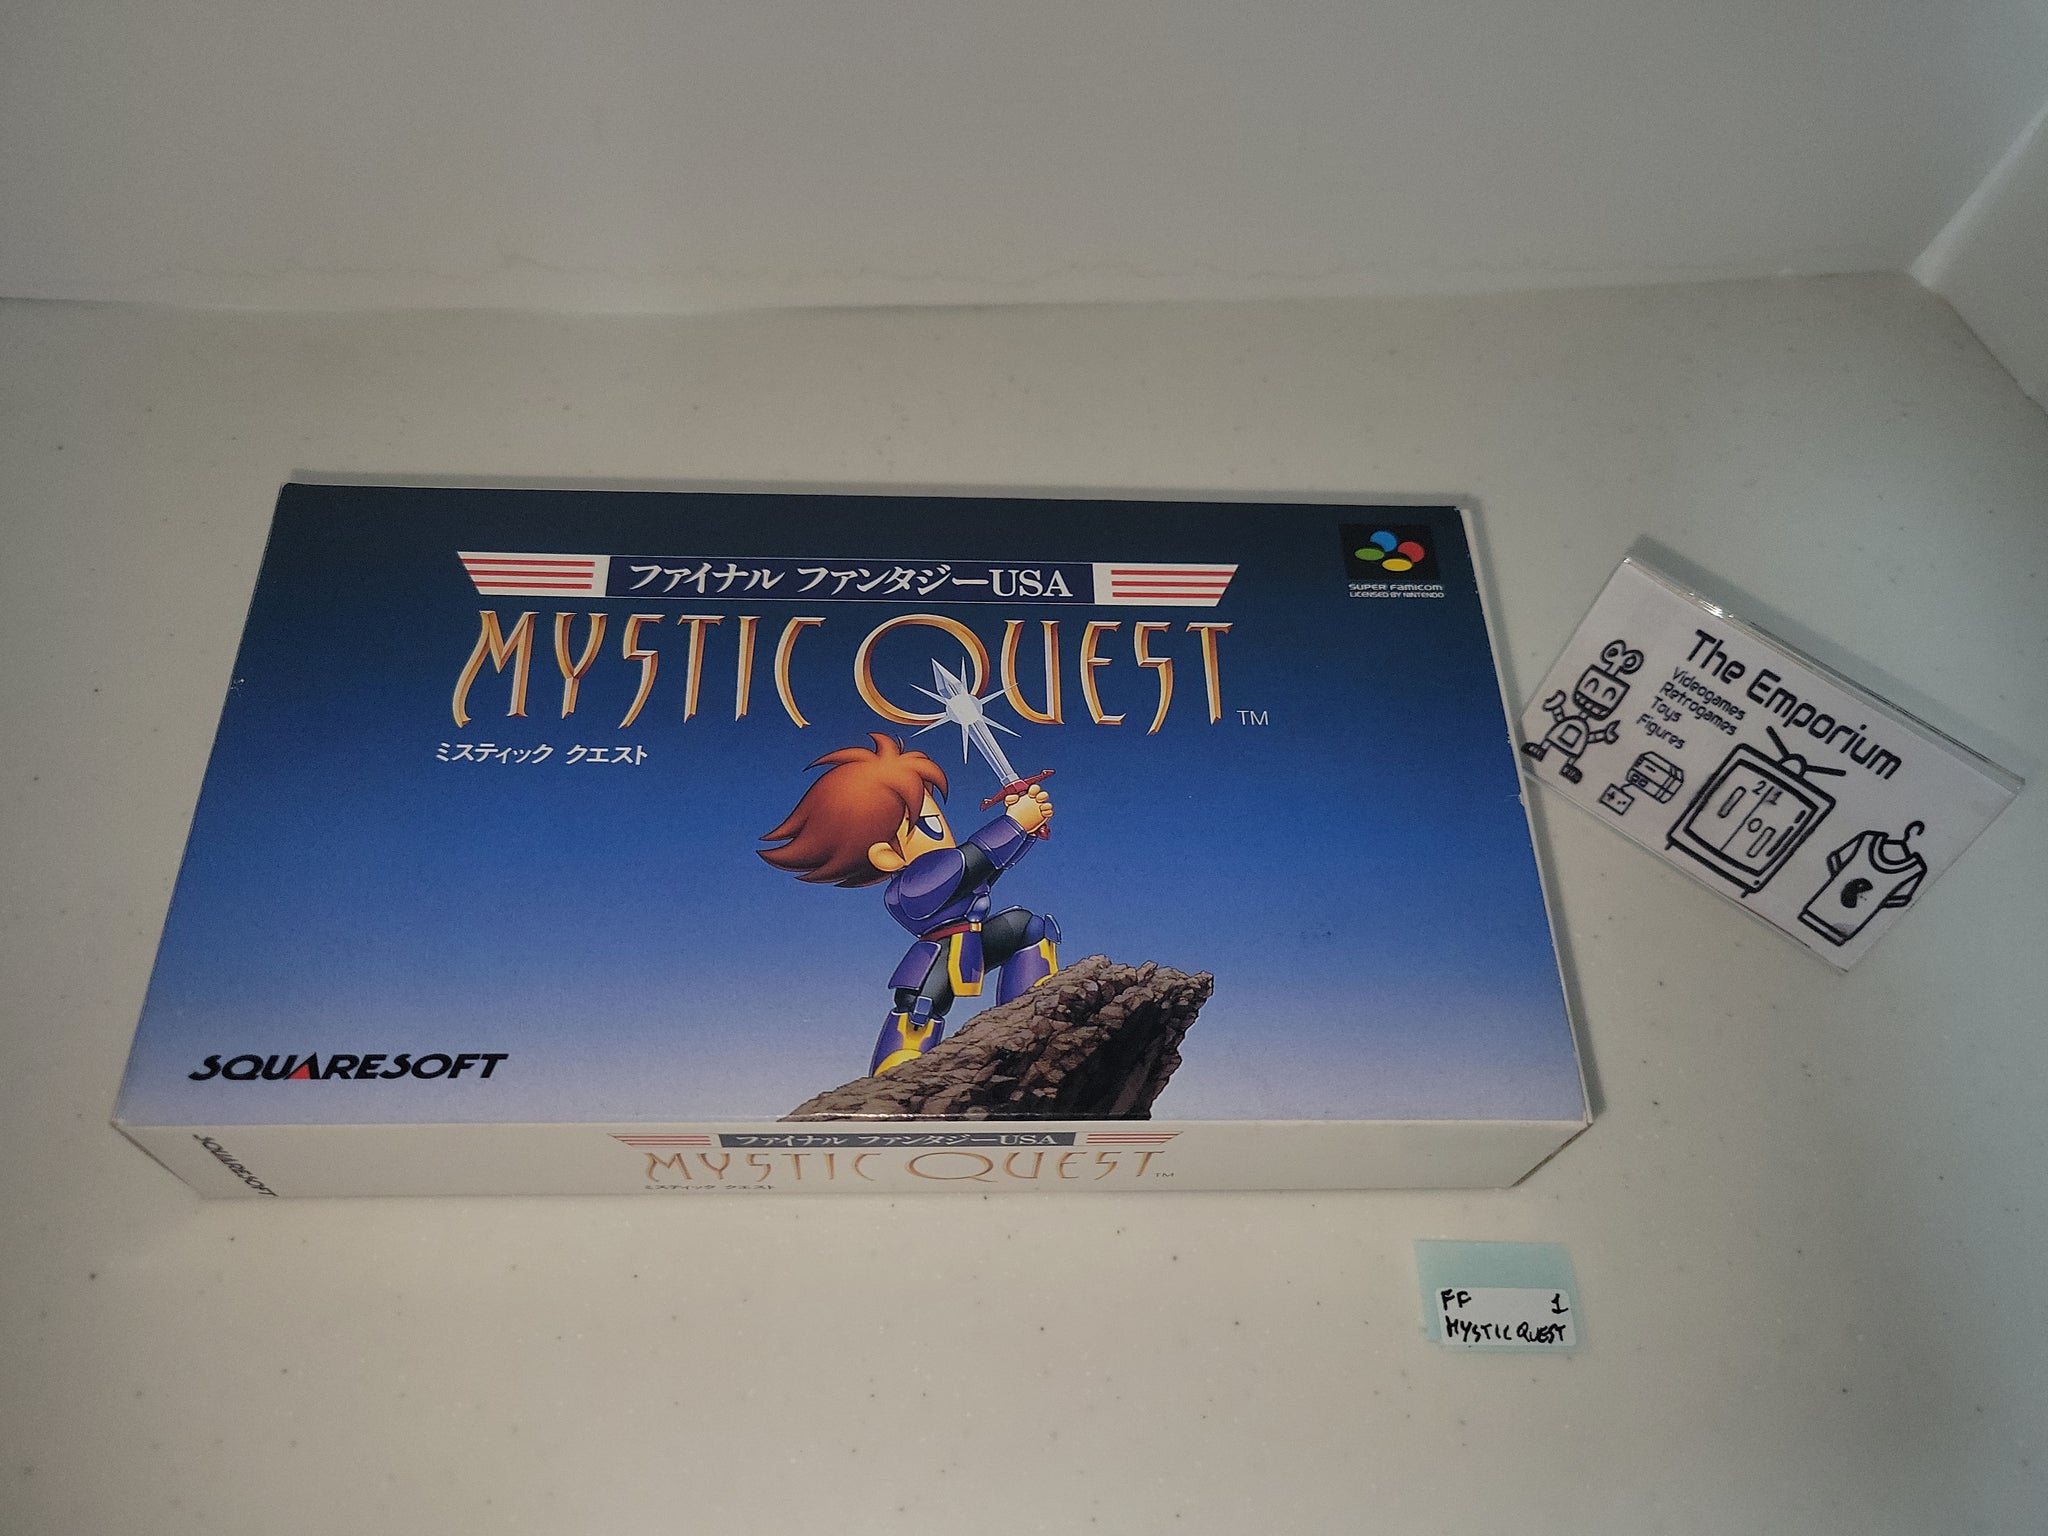 ファイナル ファンタジーUSA
MYSTIC QUEST TM
ミスティック クエスト
SUPER FAMICOM
LICENSED BY NINTENDO
SQUARESOFT
SQUARESOFT
ファイナル ファンタジーUSA
MYSTIC QUEST TM
ミスティック クエスト
The Emporium
Videogames
Retrogames
Toys
Figures
21
FF 1
MYSTIC QUEST